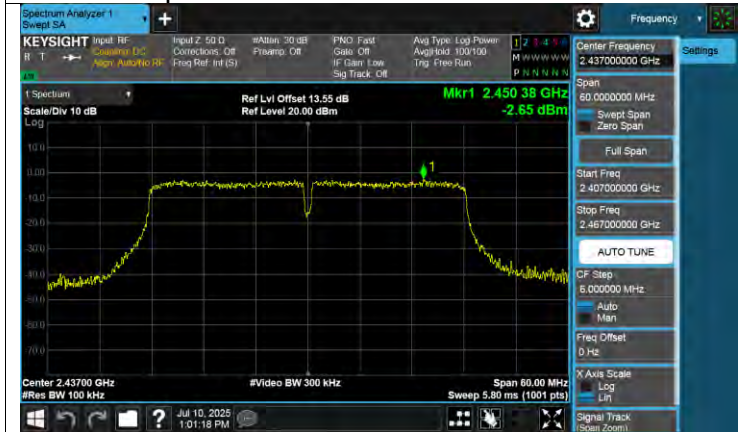 Spectrum Analyzer 1
Swept SA
Frequency
KEYSIGHT
R T
Input: RF
Coupling: DC
Align: Auto/No RF
Input Z: 50 Ω
Corrections: Off
Freq Ref: Int (S)
#Atten: 30 dB
Preamp: Off
PNO: Fast
Gate: Off
IF Gain: Low
Sig Track: Off
Avg Type: Log-Power
Avg|Hold: 100/100
Trig: Free Run
1 2 3 4 5 6
M W W W W W
P N N N N N
1 Spectrum
Scale/Div 10 dB
Log
Ref Lvl Offset 13.55 dB
Ref Level 20.00 dBm
Mkr1 2.450 38 GHz
-2.65 dBm
10.0
0.00
-10.0
-20.0
-30.0
-40.0
-50.0
-60.0
-70.0
1
Center 2.43700 GHz
#Res BW 100 kHz
#Video BW 300 kHz
Span 60.00 MHz
Sweep 5.80 ms (1001 pts)
?
Jul 10, 2025
1:01:18 PM
Center Frequency
2.437000000 GHz
Settings
Span
60.0000000 MHz
Swept Span
Zero Span
Full Span
Start Freq
2.407000000 GHz
Stop Freq
2.467000000 GHz
AUTO TUNE
CF Step
6.000000 MHz
Auto
Man
Freq Offset
0 Hz
X Axis Scale
Log
Lin
Signal Track
(Span Zoom)